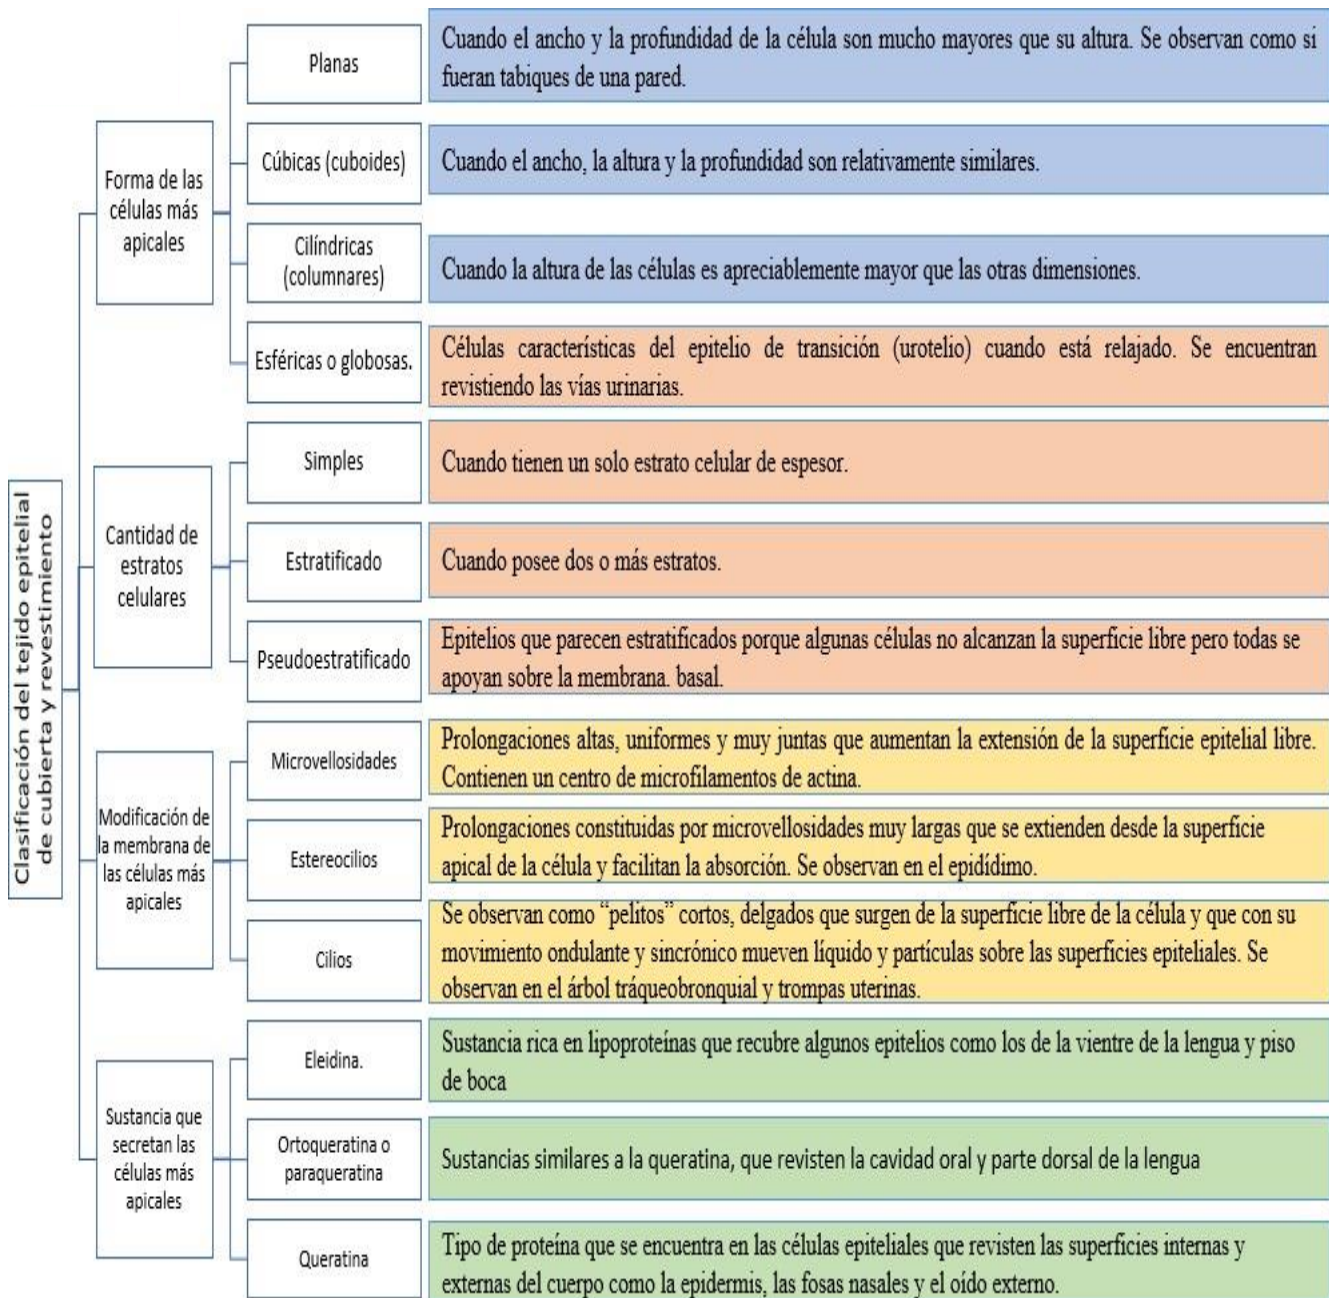 Clasificación del tejido epitelial
de cubierta y revestimiento
Forma de las
células más
apicales
Planas
Cuando el ancho y la profundidad de la célula son mucho mayores que su altura. Se observan como si
fueran tabiques de una pared.
Cúbicas (cuboides)
Cuando el ancho, la altura y la profundidad son relativamente similares.
Cilíndricas
(columnares)
Cuando la altura de las células es apreciablemente mayor que las otras dimensiones.
Esféricas o globosas.
Células características del epitelio de transición (urotelio) cuando está relajado. Se encuentran
revistiendo las vías urinarias.
Cantidad de
estratos
celulares
Simples
Cuando tienen un solo estrato celular de espesor.
Estratificado
Cuando posee dos o más estratos.
Pseudoestratificado
Epitelios que parecen estratificados porque algunas células no alcanzan la superficie libre pero todas se
apoyan sobre la membrana. basal.
Modificación de
la membrana de
las células más
apicales
Microvellosidades
Prolongaciones altas, uniformes y muy juntas que aumentan la extensión de la superficie epitelial libre.
Contienen un centro de microfilamentos de actina.
Estereocilios
Prolongaciones constituidas por microvellosidades muy largas que se extienden desde la superficie
apical de la célula y facilitan la absorción. Se observan en el epidídimo.
Cilios
Se observan como “pelitos” cortos, delgados que surgen de la superficie libre de la célula y que con su
movimiento ondulante y sincrónico mueven líquido y partículas sobre las superficies epiteliales. Se
observan en el árbol tráqueobronquial y trompas uterinas.
Sustancia que
secretan las
células más
apicales
Eleidina.
Sustancia rica en lipoproteínas que recubre algunos epitelios como los de la vientre de la lengua y piso
de boca
Ortoqueratina o
paraqueratina
Sustancias similares a la queratina, que revisten la cavidad oral y parte dorsal de la lengua
Queratina
Tipo de proteína que se encuentra en las células epiteliales que revisten las superficies internas y
externas del cuerpo como la epidermis, las fosas nasales y el oído externo.